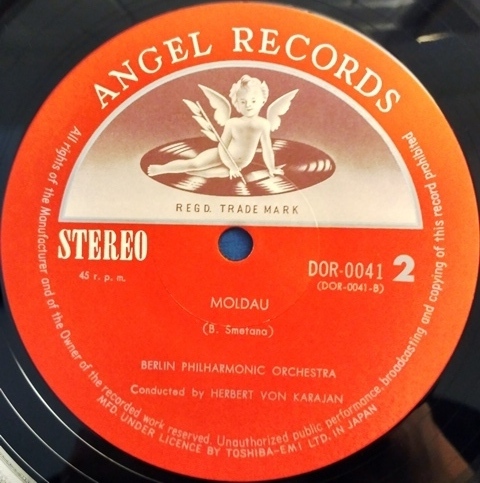 ANGEL RECORDS
REGD. TRADE MARK
STEREO
45 r. p. m.
DOR-0041 2
(DOR-0041-B)
MOLDAU
(B. Smetana)
BERLIN PHILHARMONIC ORCHESTRA
Conducted by HERBERT VON KARAJAN
All rights of the Manufacturer and of the Owner of the recorded work reserved. Unauthorized public performance, broadcasting and copying of this record prohibited
MFD. UNDER LICENCE BY TOSHIBA-EMI LTD. IN JAPAN